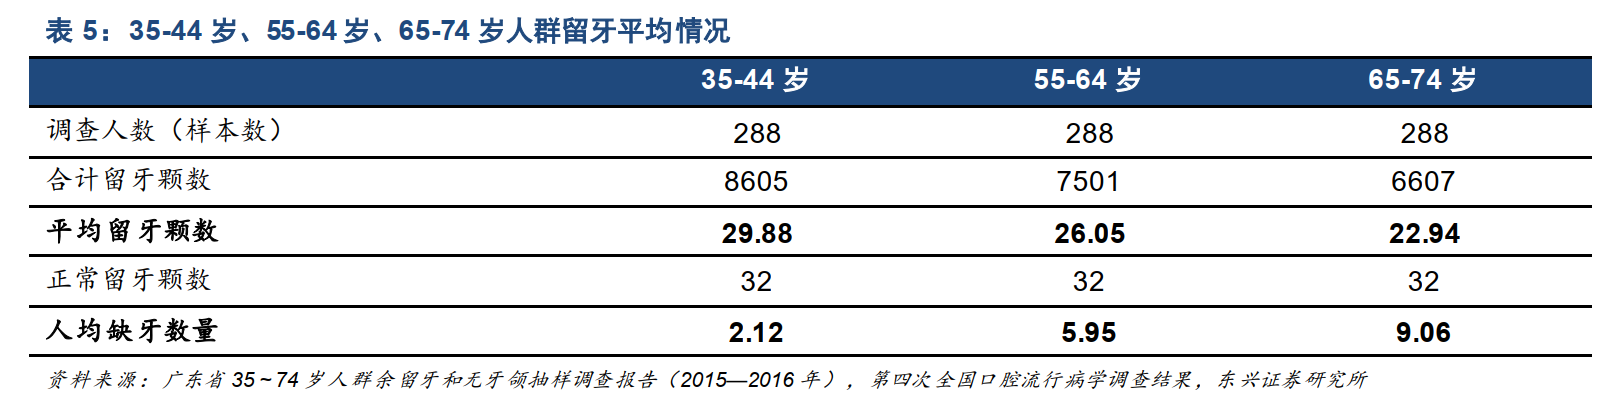 表 5：35-44 岁、55-64 岁、65-74 岁人群留牙平均情况
35-44 岁 55-64 岁 65-74 岁
调查人数（样本数） 288 288 288
合计留牙颗数 8605 7501 6607
平均留牙颗数 29.88 26.05 22.94
正常留牙颗数 32 32 32
人均缺牙数量 2.12 5.95 9.06
资料来源：广东省 35~74 岁人群余留牙和无牙颌抽样调查报告（2015—2016 年），第四次全国口腔流行病学调查结果，东兴证券研究所